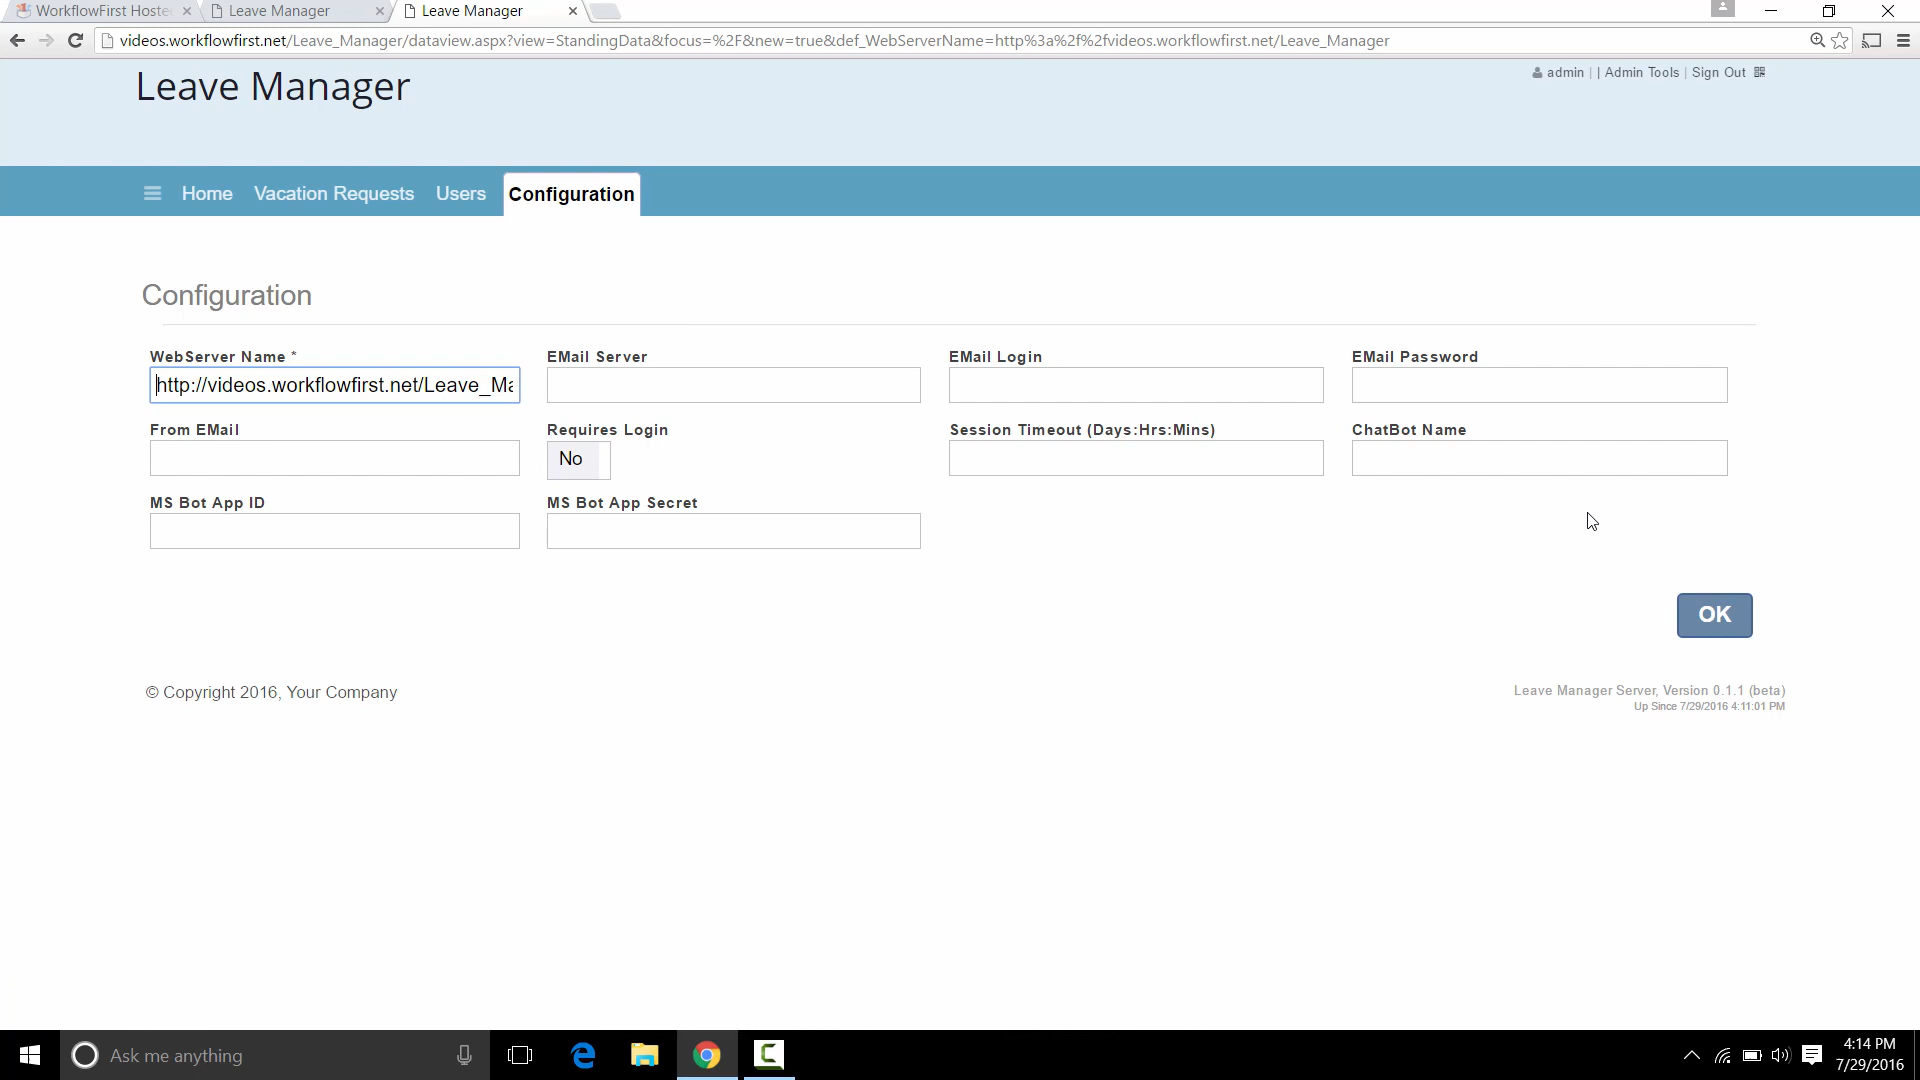 WorkflowFirst Hoste
Leave Manager
Leave Manager
videos.workflowfirst.net/Leave_Manager/dataview.aspx?view=StandingData&focus=%2F&new=true&def_WebServerName=http%3a%2f%2fvideos.workflowfirst.net/Leave_Manager
Leave Manager
admin | | Admin Tools | Sign Out
Home Vacation Requests Users Configuration
Configuration
WebServer Name * EMail Server EMail Login EMail Password
http://videos.workflowfirst.net/Leave_Ma
From EMail Requires Login Session Timeout (Days:Hrs:Mins) ChatBot Name
No
MS Bot App ID MS Bot App Secret
OK
© Copyright 2016, Your Company
Leave Manager Server, Version 0.1.1 (beta)
Up Since 7/29/2016 4:11:01 PM
Ask me anything
4:14 PM
7/29/2016